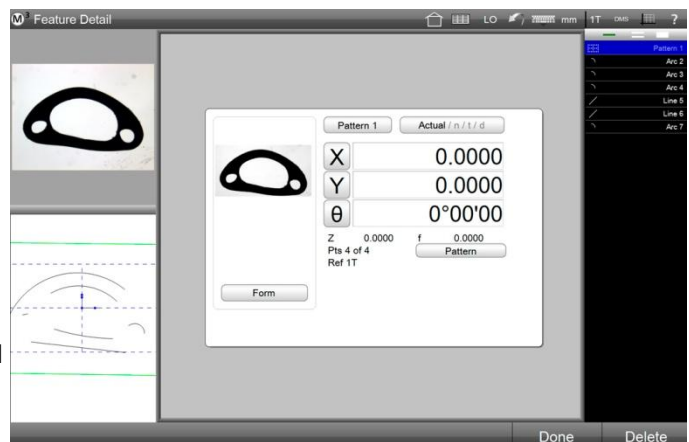 M3 Feature Detail LO mm 1T DMS ?
Pattern 1
Arc 2
Arc 3
Arc 4
Line 5
Line 6
Arc 7
Pattern 1 Actual / n / t / d
X 0.0000
Y 0.0000
θ 0°00'00
Z 0.0000 f 0.0000
Pts 4 of 4 Pattern
Ref 1T
Form
Done Delete